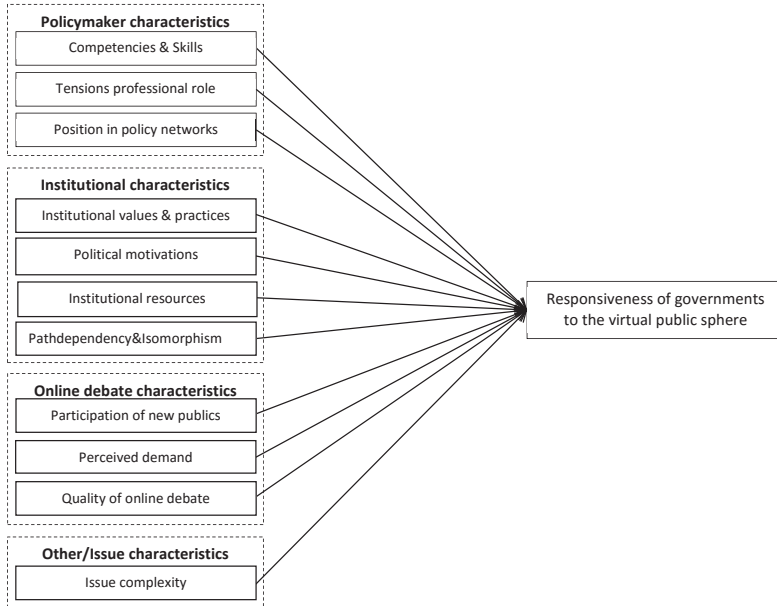 Policymaker characteristics
Competencies & Skills
Tensions professional role
Position in policy networks
Institutional characteristics
Institutional values & practices
Political motivations
Institutional resources
Pathdependency&Isomorphism
Online debate characteristics
Participation of new publics
Perceived demand
Quality of online debate
Other/Issue characteristics
Issue complexity
Responsiveness of governments
to the virtual public sphere